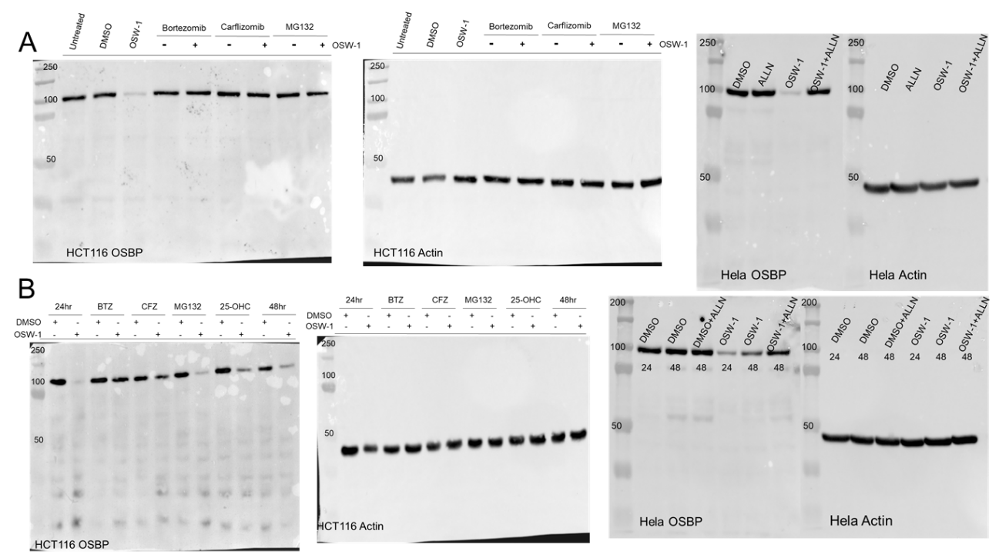 A
Untreated DMSO OSW-1 Bortezomib Carflizomib MG132
- + - + - + OSW-1
250
100
50
HCT116 OSBP
Untreated DMSO OSW-1 Bortezomib Carflizomib MG132
- + - + - + OSW-1
250
100
50
HCT116 Actin
250
DMSO ALLN OSW-1 OSW-1+ALLN
100
50
Hela OSBP
250
DMSO ALLN OSW-1 OSW-1+ALLN
100
50
Hela Actin
B
24hr BTZ CFZ MG132 25-OHC 48hr
DMSO + - + - + - + - + - + -
OSW-1 + + + + + +
250
100
50
HCT116 OSBP
24hr BTZ CFZ MG132 25-OHC 48hr
DMSO + - + - + - + - + - + -
OSW-1 - + - + - + - + - + - +
250
100
50
HCT116 Actin
200
DMSO DMSO DMSO+ALLN OSW-1 OSW-1 OSW-1+ALLN
100
24 48 48 24 48 48
50
Hela OSBP
200
DMSO DMSO DMSO+ALLN OSW-1 OSW-1 OSW-1+ALLN
100
24 48 48 24 48 48
50
Hela Actin